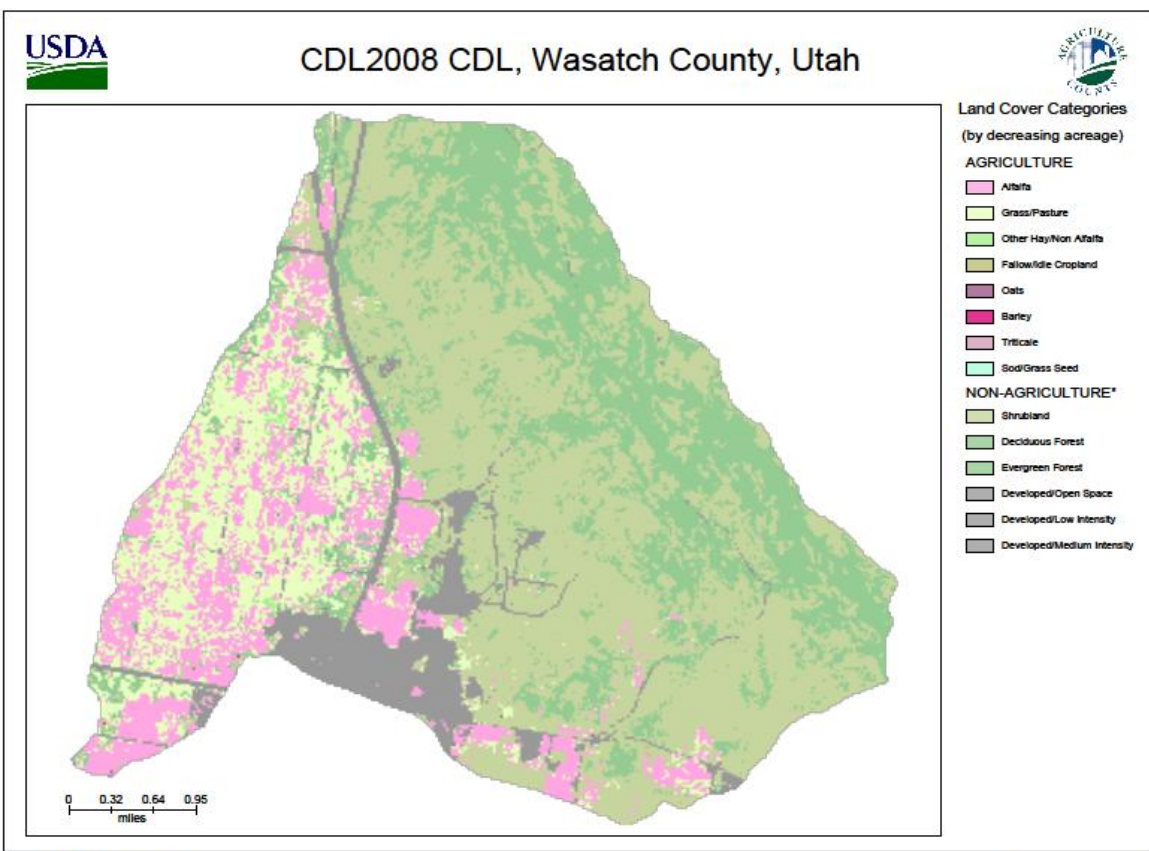 USDA
CDL2008 CDL, Wasatch County, Utah
AGRICULTURE
COUNTS
Land Cover Categories
(by decreasing acreage)
AGRICULTURE
Alfalfa
Grass/Pasture
Other Hay/Non Alfalfa
Fallow/Idle Cropland
Oats
Barley
Triticale
Sod/Grass Seed
NON-AGRICULTURE*
Shrubland
Deciduous Forest
Evergreen Forest
Developed/Open Space
Developed/Low Intensity
Developed/Medium Intensity
0 0.32 0.64 0.95
miles